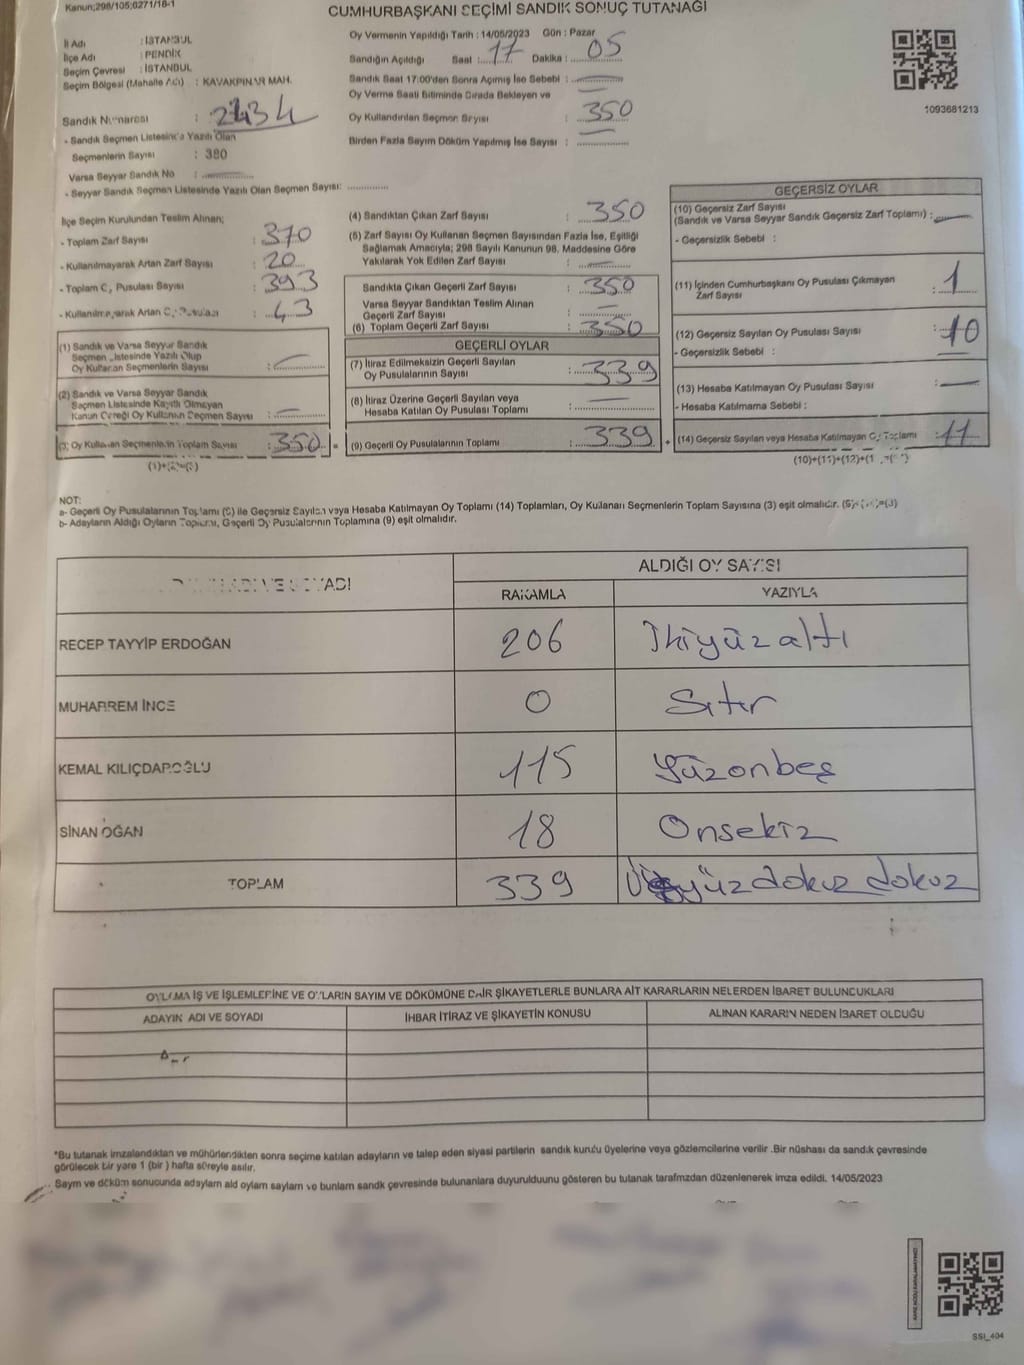 Kanun;298/105;0271/18-1
CUMHURBAŞKANI SEÇİMİ SANDIK SONUÇ TUTANAĞI
İl Adı : İSTANBUL
İlçe Adı : PENDİK
Seçim Çevresi : İSTANBUL
Seçim Bölgesi (Mahalle Adı) : KAVAKPINAR MAH.
Sandık Numarası : 2434
- Sandık Seçmen Listesinde Yazılı Olan
Seçmenlerin Sayısı : 380
Varsa Seyyar Sandık No :
- Seyyar Sandık Seçmen Listesinde Yazılı Olan Seçmen Sayısı:
Oy Vermenin Yapıldığı Tarih : 14/05/2023 Gün : Pazar
Sandığın Açıldığı Saat : 17 Dakika : 05
Sandık Saat 17:00'den Sonra Açımış İse Sebebi :
Oy Verme Saati Bitiminde Sırada Bekleyen ve
Oy Kullandırılan Seçmen Sayısı : 350
Birden Fazla Sayım Döküm Yapılmış İse Sayısı :
1093681213
İlçe Seçim Kurulundan Teslim Alınan;
- Toplam Zarf Sayısı : 370
- Kullanılmayarak Artan Zarf Sayısı : 20
- Toplam C, Pusulası Sayısı : 393
- Kullanılmayarak Artan Oy Pusulası : 43
(1) Sandık ve Varsa Seyyar Sandık
Seçmen Listesinde Yazılı Olup
Oy Kullanan Seçmenlerin Sayısı :
(2) Sandık ve Varsa Seyyar Sandık
Seçmen Listesinde Kayıtlı Olmayan
Kanun Gereği Oy Kullanan Seçmen Sayısı :
(3) Oy Kullanan Seçmenlerin Toplam Sayısı : 350 =
(1)+(2)=(3)
(4) Sandıktan Çıkan Zarf Sayısı : 350
(5) Zarf Sayısı Oy Kullanan Seçmen Sayısından Fazla İse, Eşitliği
Sağlamak Amacıyla; 298 Sayılı Kanunun 98. Maddesine Göre
Yakılarak Yok Edilen Zarf Sayısı :
Sandıkta Çıkan Geçerli Zarf Sayısı : 350
Varsa Seyyar Sandıktan Teslim Alınan
Geçerli Zarf Sayısı :
(6) Toplam Geçerli Zarf Sayısı : 350
GEÇERLİ OYLAR
(7) İtiraz Edilmeksizin Geçerli Sayılan
Oy Pusulalarının Sayısı : 339
(8) İtiraz Üzerine Geçerli Sayılan veya
Hesaba Katılan Oy Pusulası Toplamı :
(9) Geçerli Oy Pusulalarının Toplamı : 339 +
GEÇERSİZ OYLAR
(10) Geçersiz Zarf Sayısı
(Sandık ve Varsa Seyyar Sandık Geçersiz Zarf Toplamı) :
- Geçersizlik Sebebi :
(11) İçinden Cumhurbaşkanı Oy Pusulası Çıkmayan
Zarf Sayısı : 1
(12) Geçersiz Sayılan Oy Pusulası Sayısı : 10
- Geçersizlik Sebebi :
(13) Hesaba Katılmayan Oy Pusulası Sayısı :
- Hesaba Katılmama Sebebi :
(14) Geçersiz Sayılan veya Hesaba Katılmayan Oy Toplamı : 11
(10)+(11)+(12)+(1
NOT:
a- Geçerli Oy Pusulalarının Toplamı (9) ile Geçersiz Sayılan veya Hesaba Katılmayan Oy Toplamı (14) Toplamları, Oy Kullanan Seçmenlerin Toplam Sayısına (3) eşit olmalıdır.
b- Adayların Aldığı Oyların Toplamı, Geçerli Oy Pusulalarının Toplamına (9) eşit olmalıdır.
ALDIĞI OY SAYISI
RAKAMLA YAZIYLA
RECEP TAYYİP ERDOĞAN 206 İkiyüzaltı
MUHARREM İNCE 0 Sıfır
KEMAL KILIÇDAROĞLU 115 Yüzonbeş
SİNAN OĞAN 18 Onsekiz
TOPLAM 339 Üçyüzdokuz dokuz
OYLAMA İŞ VE İŞLEMLERİNE VE OYLARIN SAYIM VE DÖKÜMÜNE DAİR ŞİKAYETLERLE BUNLARA AİT KARARLARIN NELERDEN İBARET BULUNDUKLARI
ADAYIN ADI VE SOYADI İHBAR İTİRAZ VE ŞİKAYETİN KONUSU ALINAN KARARIN NEDEN İBARET OLDUĞU
*Bu tutanak imzalandıktan ve mühürlendikten sonra seçime katılan adayların ve talep eden siyasi partilerin sandık kurulu üyelerine veya gözlemcilerine verilir .Bir nüshası da sandık çevresinde
görülecek bir yere 1 (bir ) hafta süreyle asılır.
Sayım ve döküm sonucunda adayların ald oyların sayları ve bunların sandk çevresinde bulunanlara duyurulduunu gösteren bu tutanak tarafmzdan düzenlenerek imza edildi. 14/05/2023
SSI_404